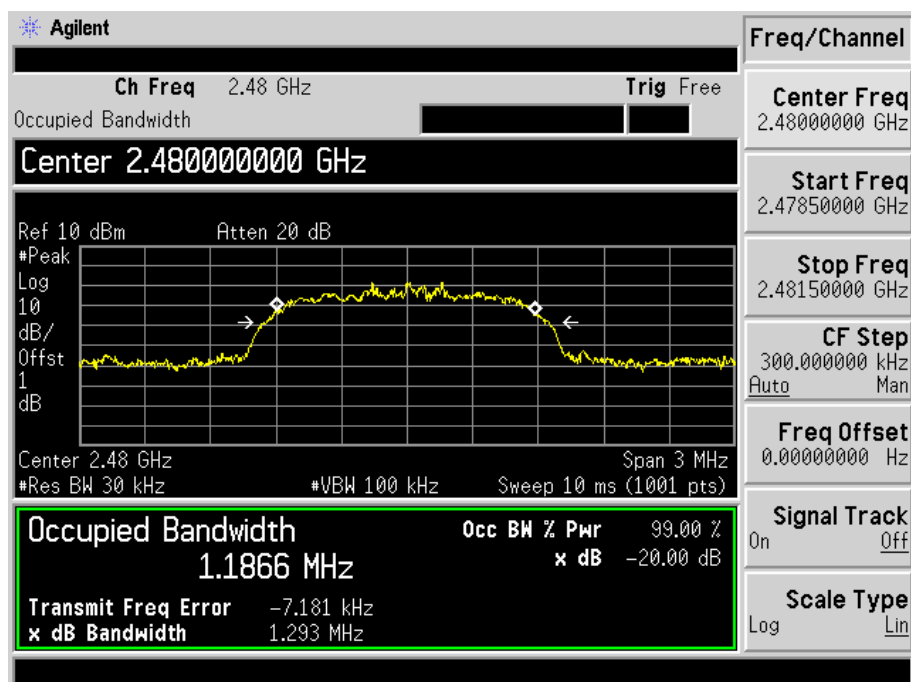 Agilent
Freq/Channel
Ch Freq 2.48 GHz Trig Free
Occupied Bandwidth
Center 2.480000000 GHz
Ref 10 dBm Atten 20 dB
#Peak
Log
10
dB/
Offst
1
dB
Center 2.48 GHz Span 3 MHz
#Res BW 30 kHz #VBW 100 kHz Sweep 10 ms (1001 pts)
Occupied Bandwidth Occ BW % Pwr 99.00 %
1.1866 MHz x dB -20.00 dB
Transmit Freq Error -7.181 kHz
x dB Bandwidth 1.293 MHz
Center Freq
2.48000000 GHz
Start Freq
2.47850000 GHz
Stop Freq
2.48150000 GHz
CF Step
300.000000 kHz
Auto Man
Freq Offset
0.00000000 Hz
Signal Track
On Off
Scale Type
Log Lin